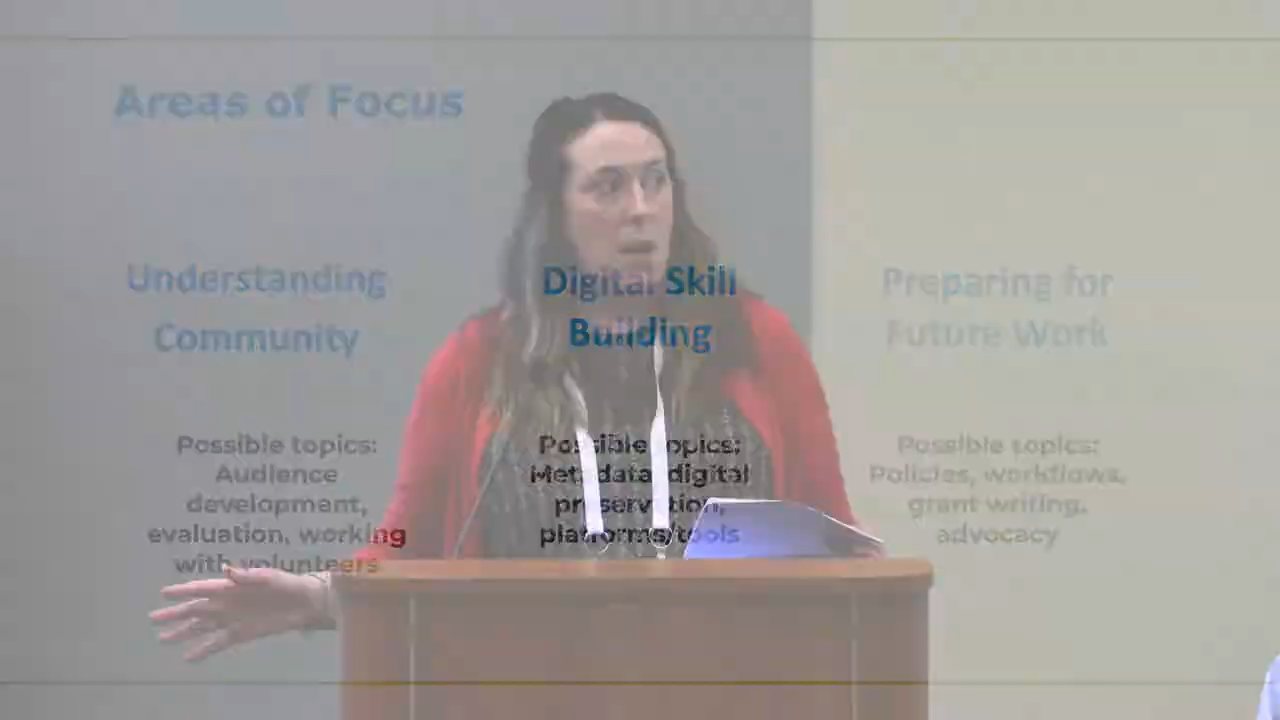 Areas of Focus
Understanding
Community
Possible topics:
Audience
development,
evaluation, working
with volunteers
Digital Skill
Building
Possible topics:
Metadata, digital
preservation,
platforms/tools
Preparing for
Future Work
Possible topics:
Policies, workflows,
grant writing,
advocacy